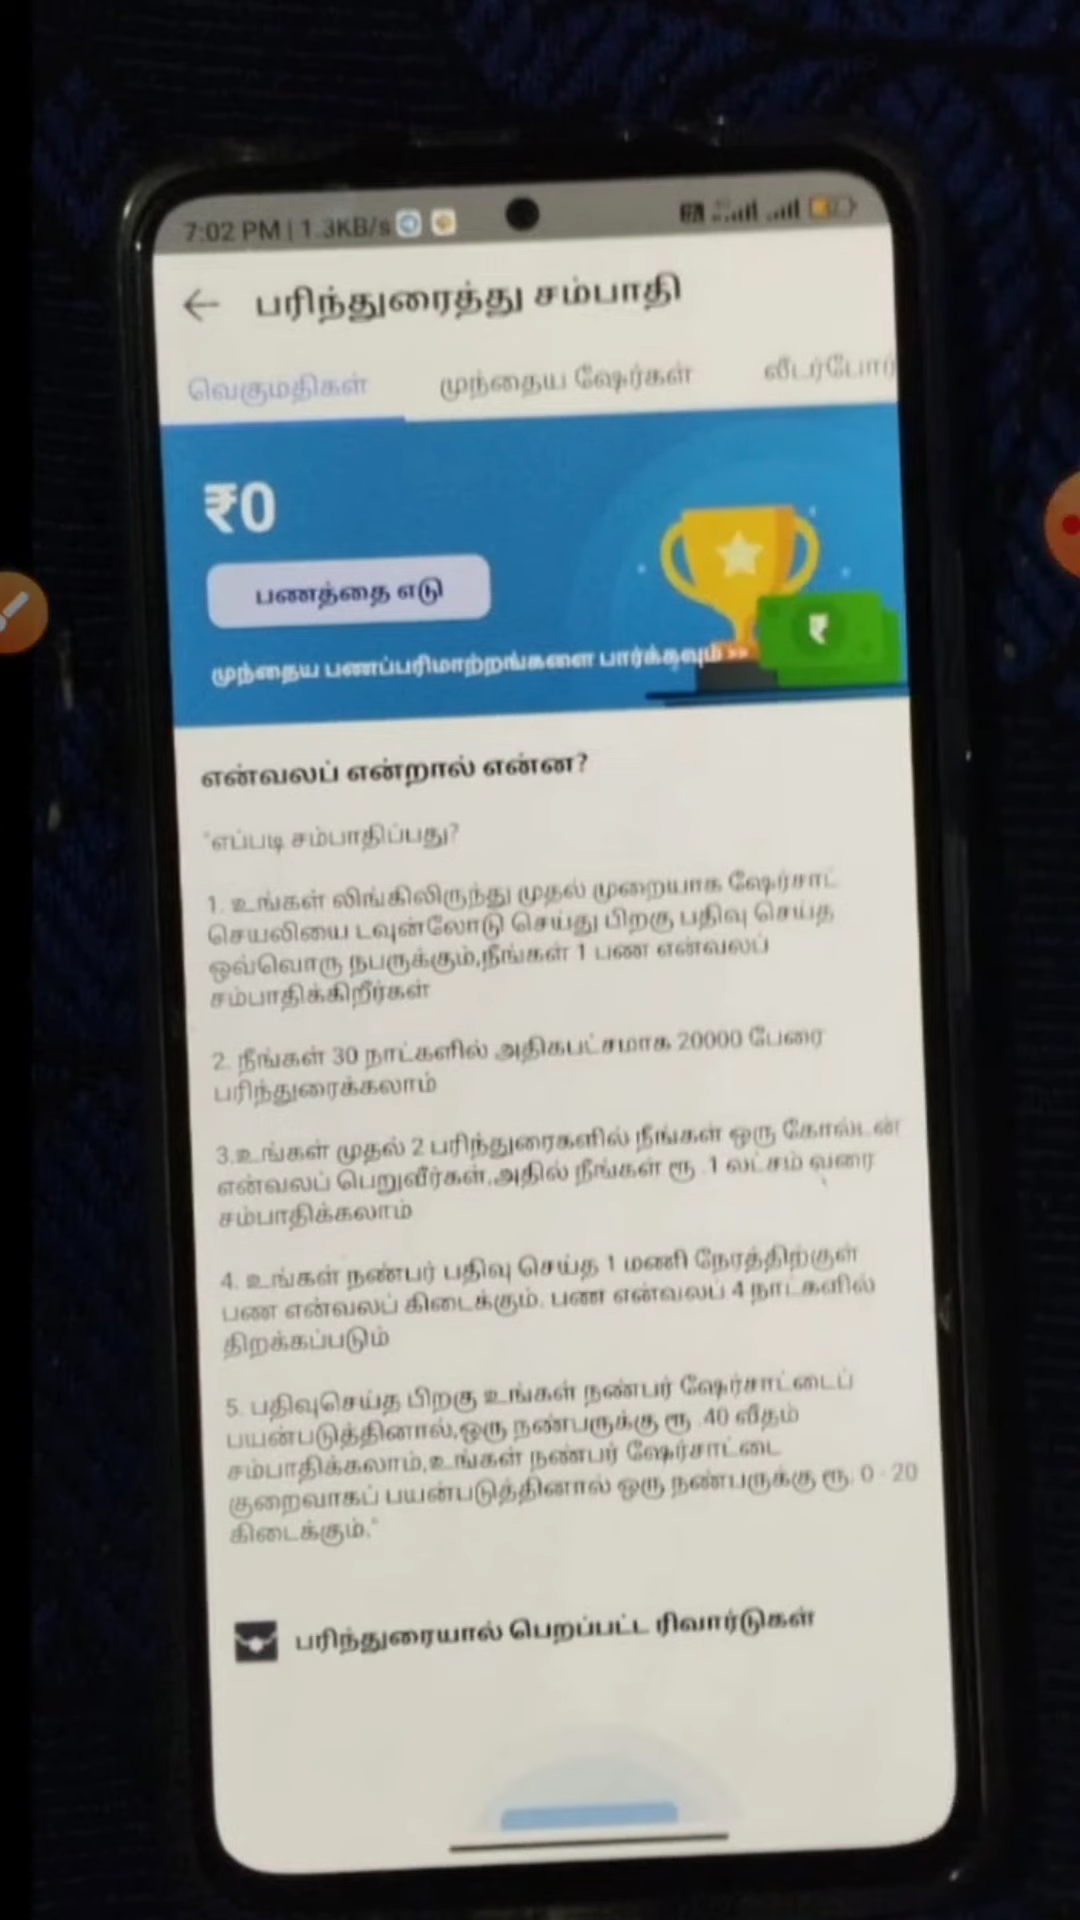 7:02 PM | 1.3KB/s
பரிந்துரைத்து சம்பாதி
வெகுமதிகள் முந்தைய ஷேர்கள் லீடர்போர்
₹0
பணத்தை எடு
முந்தைய பணப்பரிமாற்றங்களை பார்க்கவும் >>
₹
என்வலப் என்றால் என்ன?
"எப்படி சம்பாதிப்பது?
1. உங்கள் லிங்கிலிருந்து முதல் முறையாக ஷேர்சாட்
செயலியை டவுன்லோடு செய்து பிறகு பதிவு செய்த
ஒவ்வொரு நபருக்கும்,நீங்கள் 1 பண என்வலப்
சம்பாதிக்கிறீர்கள்
2. நீங்கள் 30 நாட்களில் அதிகபட்சமாக 20000 பேரை
பரிந்துரைக்கலாம்
3.உங்கள் முதல் 2 பரிந்துரைகளில் நீங்கள் ஒரு கோல்டன்
என்வலப் பெறுவீர்கள்,அதில் நீங்கள் ரூ .1 லட்சம் வரை
சம்பாதிக்கலாம்
4. உங்கள் நண்பர் பதிவு செய்த 1 மணி நேரத்திற்குள்
பண என்வலப் கிடைக்கும். பண என்வலப் 4 நாட்களில்
திறக்கப்படும்
5. பதிவுசெய்த பிறகு உங்கள் நண்பர் ஷேர்சாட்டைப்
பயன்படுத்தினால்,ஒரு நண்பருக்கு ரூ .40 வீதம்
சம்பாதிக்கலாம்,உங்கள் நண்பர் ஷேர்சாட்டை
குறைவாகப் பயன்படுத்தினால் ஒரு நண்பருக்கு ரூ. 0 - 20
கிடைக்கும்."
பரிந்துரையால் பெறப்பட்ட ரிவார்டுகள்